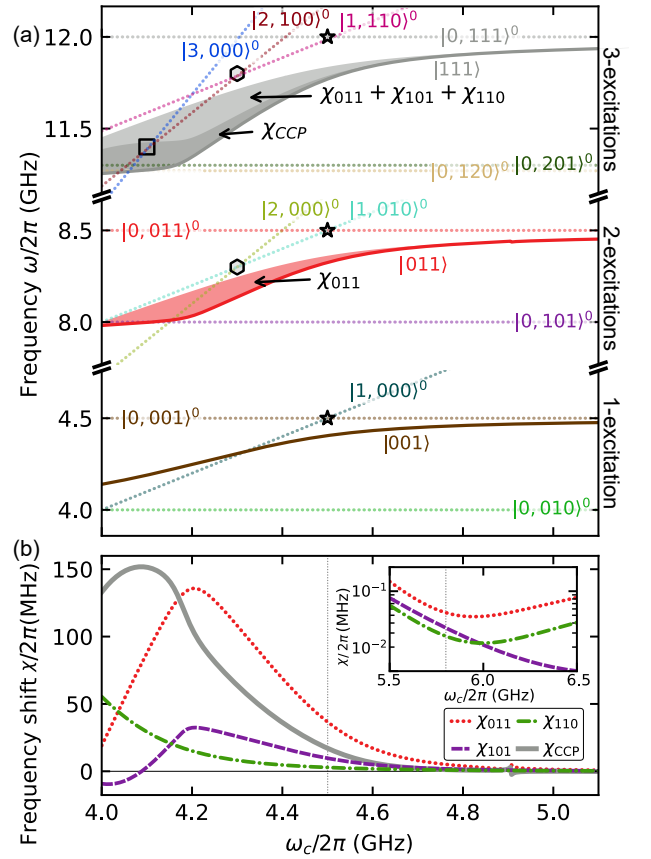 (a)
|2,100⟩⁰
|1,110⟩⁰
|3,000⟩⁰
|0,111⟩⁰
|111⟩
χ₀₁₁ + χ₁₀₁ + χ₁₁₀
χ_CCP
|0,201⟩⁰
|0,120⟩⁰
12.0
11.5
3-excitations
|2,000⟩⁰
|1,010⟩⁰
|0,011⟩⁰
|011⟩
χ₀₁₁
|0,101⟩⁰
8.5
8.0
2-excitations
Frequency ω/2π (GHz)
|1,000⟩⁰
|0,001⟩⁰
|001⟩
|0,010⟩⁰
4.5
4.0
1-excitation
(b)
Frequency shift χ/2π(MHz)
150
100
50
0
χ/2π(MHz)
10⁻¹
10⁻²
5.5 6.0 6.5
ω_c/2π (GHz)
χ₀₁₁ χ₁₁₀
χ₁₀₁ χ_CCP
4.0 4.2 4.4 4.6 4.8 5.0
ω_c/2π (GHz)